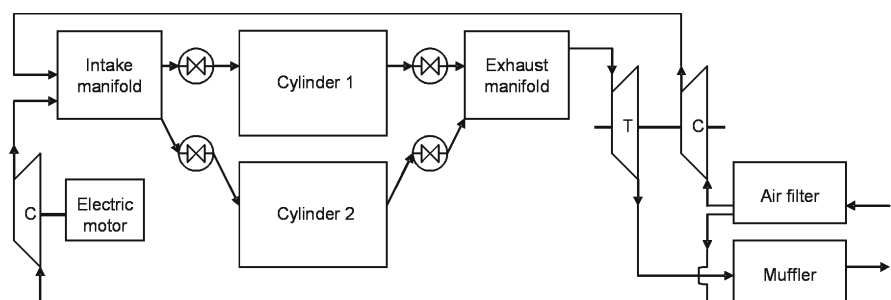 Intake
manifold
Cylinder 1
Exhaust
manifold
T
C
Cylinder 2
Air filter
C
Electric
motor
Muffler